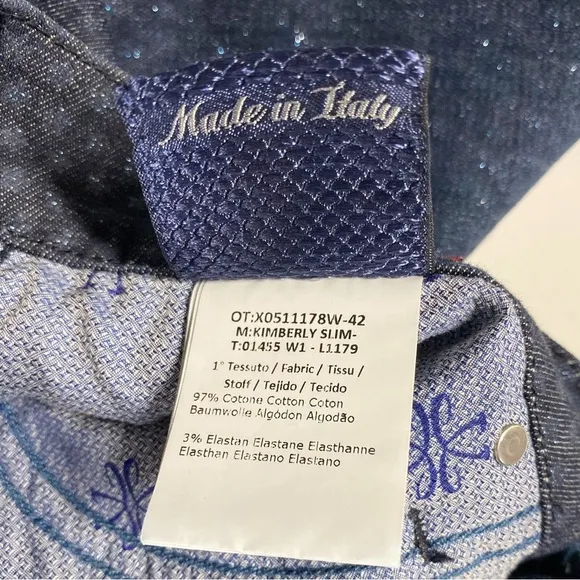 Made in Italy
OT:X0511178W-42
M:KIMBERLY SLIM-
T:01455 W1 - L1179
1° Tessuto / Fabric / Tissu /
Stoff / Tejido / Tecido
97% Cotone Cotton Coton
Baumwolle Algódon Algodão
3% Elastan Elastane Elasthanne
Elasthan Elastano Elastano